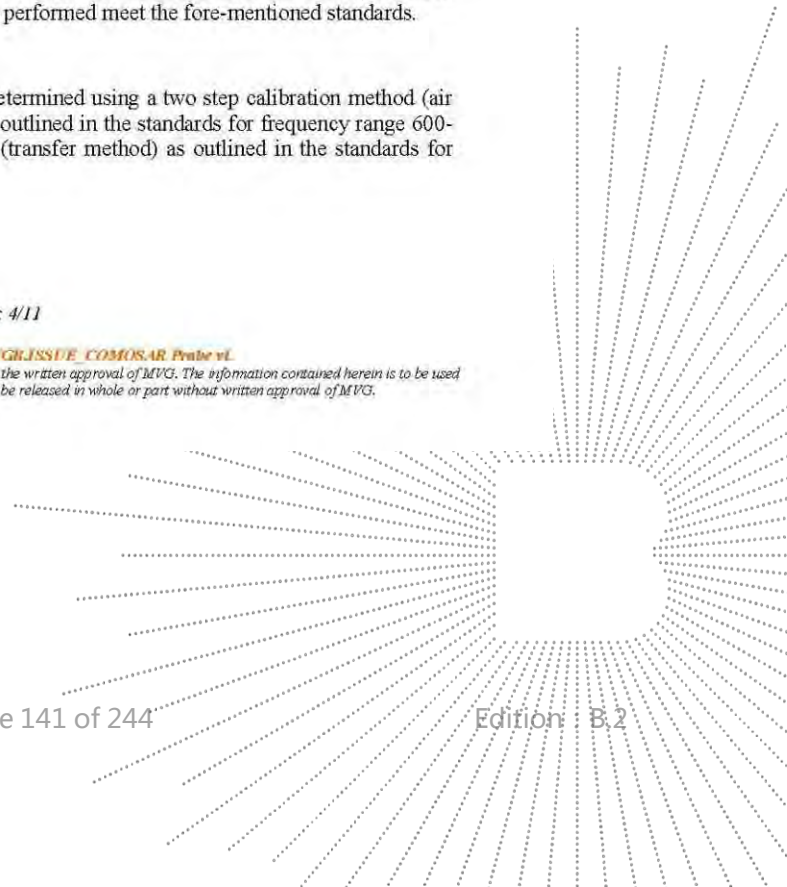 performed meet the fore-mentioned standards.
etermined using a two step calibration method (air
outlined in the standards for frequency range 600-
(transfer method) as outlined in the standards for
: 4/11
ISSUE_COMOSAR Probe vL
the written approval of MVG. The information contained herein is to be used
be released in whole or part without written approval of MVG.
e 141 of 244
Edition : B.2